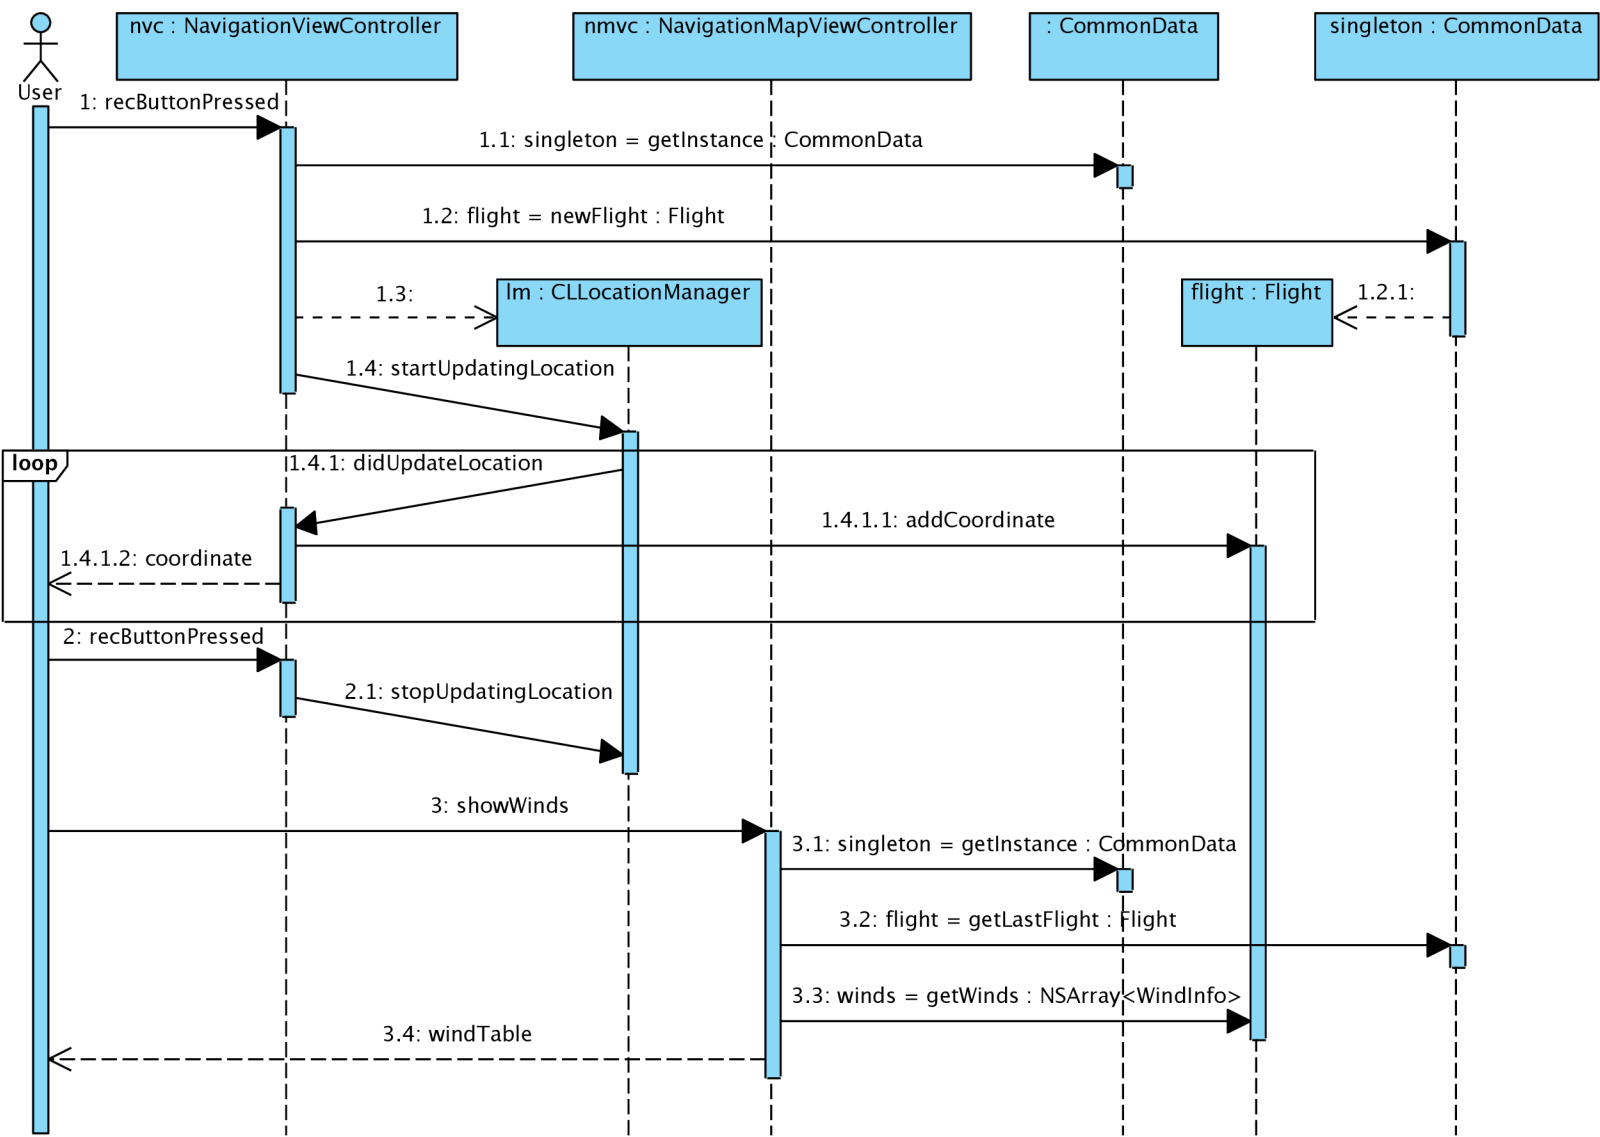 nvc : NavigationViewController
nmvc : NavigationMapViewController
: CommonData
singleton : CommonData
User
1: recButtonPressed
1.1: singleton = getInstance : CommonData
1.2: flight = newFlight : Flight
1.3:
lm : CLLocationManager
flight : Flight
1.2.1:
1.4: startUpdatingLocation
loop
1.4.1: didUpdateLocation
1.4.1.1: addCoordinate
1.4.1.2: coordinate
2: recButtonPressed
2.1: stopUpdatingLocation
3: showWinds
3.1: singleton = getInstance : CommonData
3.2: flight = getLastFlight : Flight
3.3: winds = getWinds : NSArray<WindInfo>
3.4: windTable